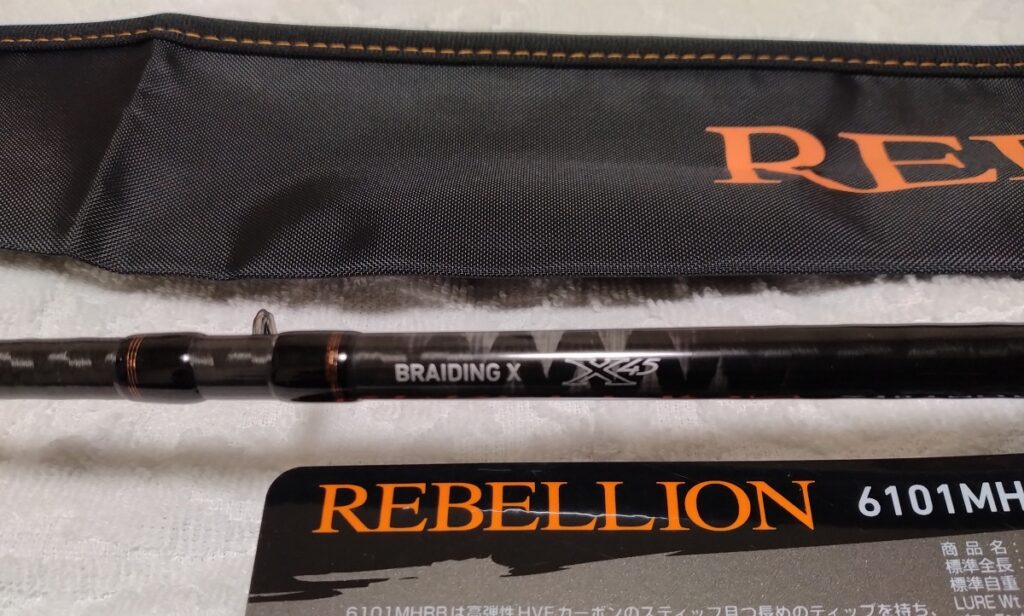 REB
BRAIDING X X45
REBELLION 6101MH
商品名:
標準全長:
標準自重
LURE Wt
6101MHRBは高弾性HVFカーボンのスティッフ且つ長めのティップを持ち